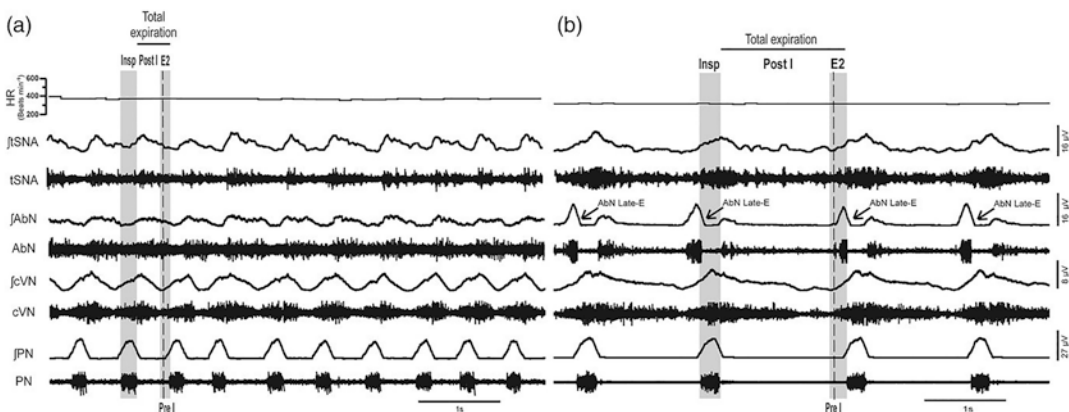 (a)
Total
expiration
Insp Post I E2
600
400
200
HR
(Beats min⁻¹)
∫tSNA
tSNA
∫AbN
AbN
∫cVN
cVN
∫PN
PN
Pre I
1s
(b)
Total expiration
Insp Post I E2
16 µV
AbN Late-E AbN Late-E AbN Late-E AbN Late-E
16 µV
8 µV
27 µV
Pre I
1s